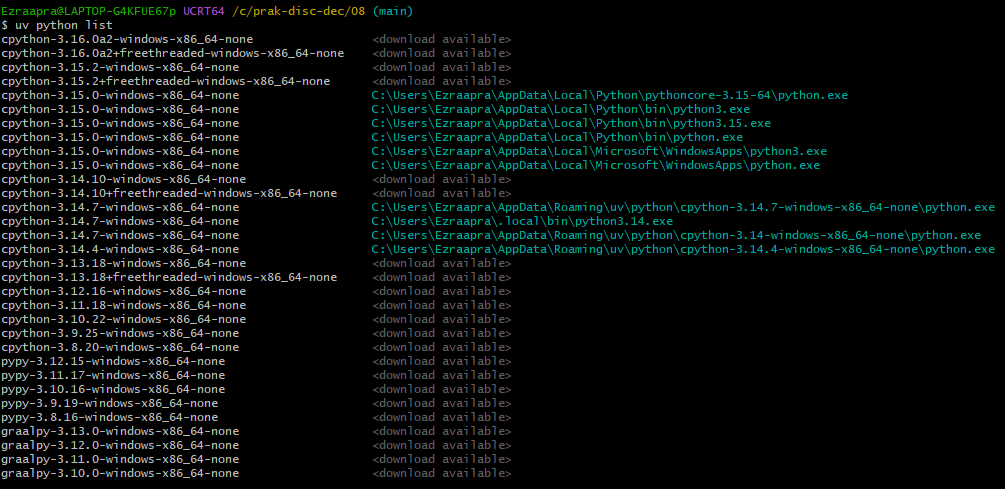 Ezraapra@LAPTOP-G4KFUE67p UCRT64 /c/prak-disc-dec/08 (main)
$ uv python list
cpython-3.16.0a2-windows-x86_64-none <download available>
cpython-3.16.0a2+freethreaded-windows-x86_64-none <download available>
cpython-3.15.2-windows-x86_64-none <download available>
cpython-3.15.2+freethreaded-windows-x86_64-none <download available>
cpython-3.15.0-windows-x86_64-none C:\Users\Ezraapra\AppData\Local\Python\pythoncore-3.15-64\python.exe
cpython-3.15.0-windows-x86_64-none C:\Users\Ezraapra\AppData\Local\Python\bin\python3.exe
cpython-3.15.0-windows-x86_64-none C:\Users\Ezraapra\AppData\Local\Python\bin\python3.15.exe
cpython-3.15.0-windows-x86_64-none C:\Users\Ezraapra\AppData\Local\Python\bin\python.exe
cpython-3.15.0-windows-x86_64-none C:\Users\Ezraapra\AppData\Local\Microsoft\WindowsApps\python3.exe
cpython-3.15.0-windows-x86_64-none C:\Users\Ezraapra\AppData\Local\Microsoft\WindowsApps\python.exe
cpython-3.14.10-windows-x86_64-none <download available>
cpython-3.14.10+freethreaded-windows-x86_64-none <download available>
cpython-3.14.7-windows-x86_64-none C:\Users\Ezraapra\AppData\Roaming\uv\python\cpython-3.14.7-windows-x86_64-none\python.exe
cpython-3.14.7-windows-x86_64-none C:\Users\Ezraapra\.local\bin\python3.14.exe
cpython-3.14.7-windows-x86_64-none C:\Users\Ezraapra\AppData\Roaming\uv\python\cpython-3.14-windows-x86_64-none\python.exe
cpython-3.14.4-windows-x86_64-none C:\Users\Ezraapra\AppData\Roaming\uv\python\cpython-3.14.4-windows-x86_64-none\python.exe
cpython-3.13.18-windows-x86_64-none <download available>
cpython-3.13.18+freethreaded-windows-x86_64-none <download available>
cpython-3.12.16-windows-x86_64-none <download available>
cpython-3.11.18-windows-x86_64-none <download available>
cpython-3.10.22-windows-x86_64-none <download available>
cpython-3.9.25-windows-x86_64-none <download available>
cpython-3.8.20-windows-x86_64-none <download available>
pypy-3.12.15-windows-x86_64-none <download available>
pypy-3.11.17-windows-x86_64-none <download available>
pypy-3.10.16-windows-x86_64-none <download available>
pypy-3.9.19-windows-x86_64-none <download available>
pypy-3.8.16-windows-x86_64-none <download available>
graalpy-3.13.0-windows-x86_64-none <download available>
graalpy-3.12.0-windows-x86_64-none <download available>
graalpy-3.11.0-windows-x86_64-none <download available>
graalpy-3.10.0-windows-x86_64-none <download available>